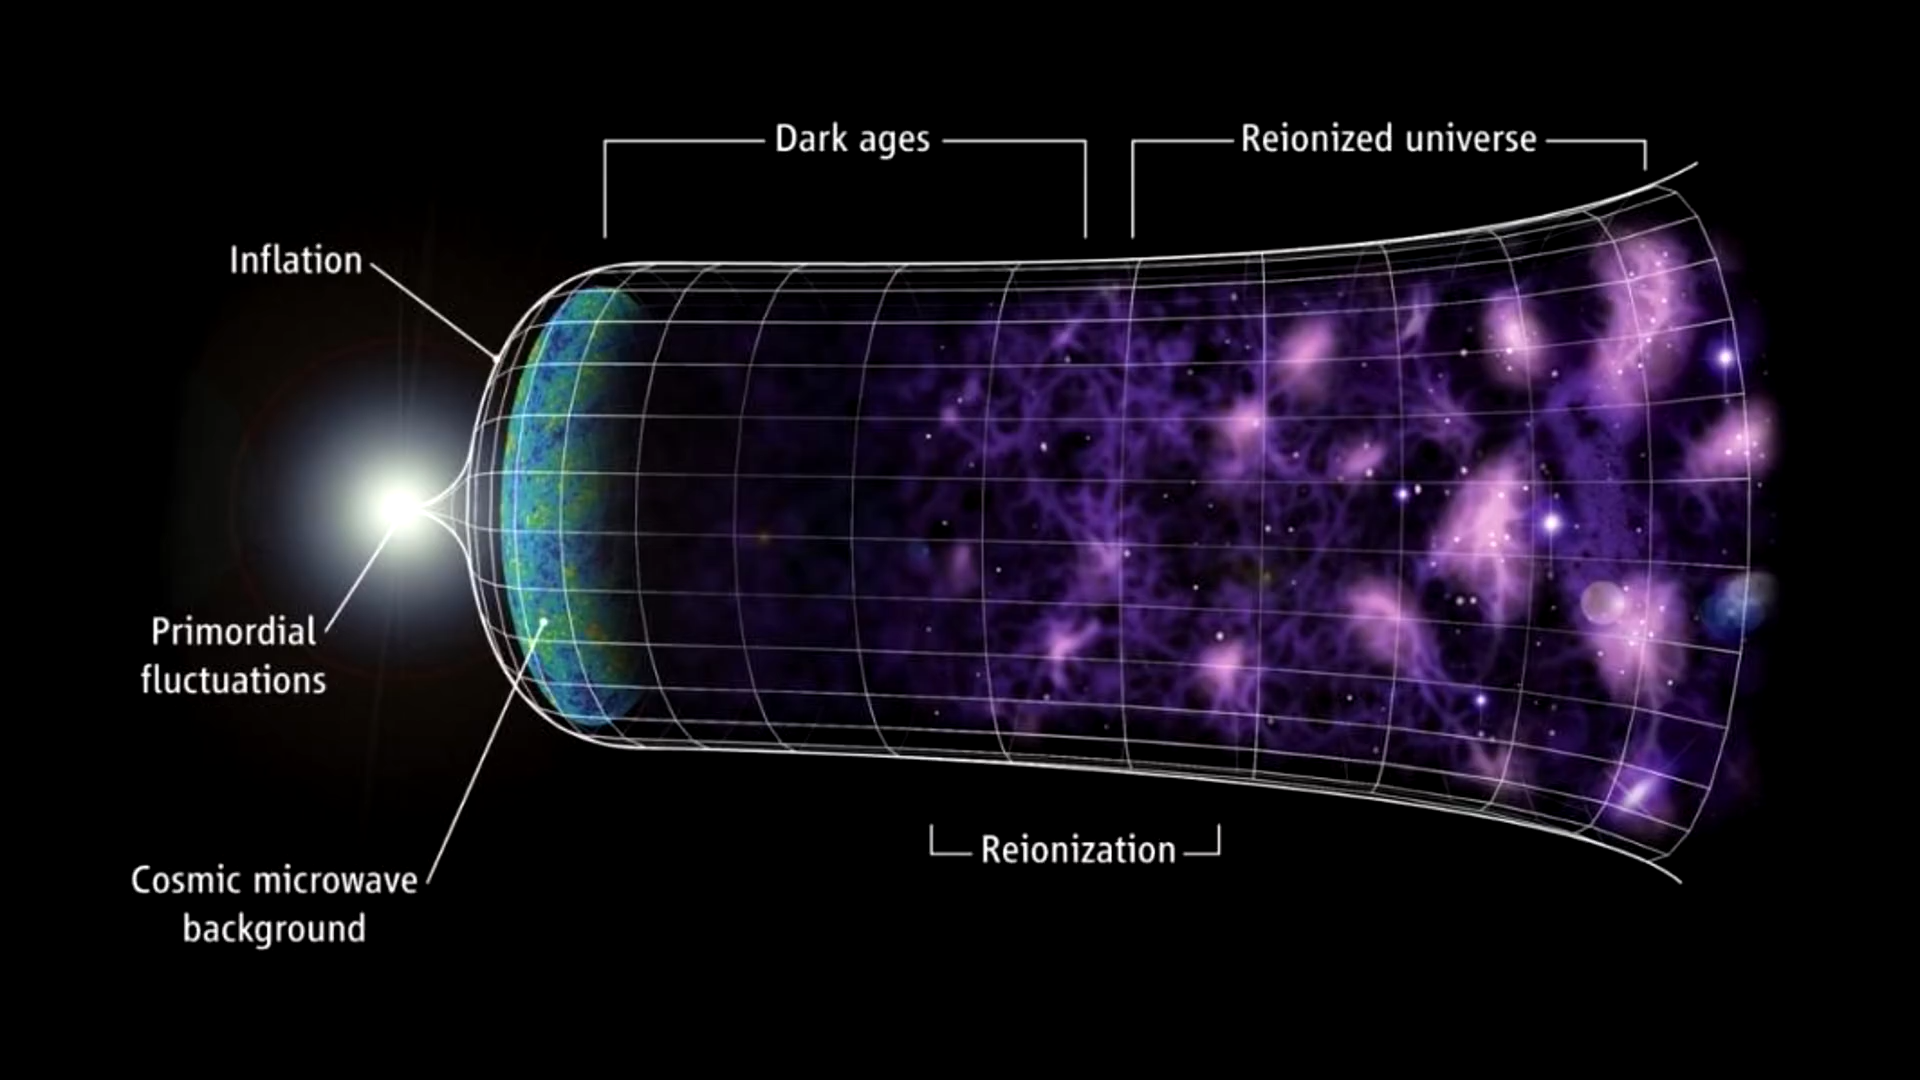 Dark ages
Reionized universe
Inflation
Primordial
fluctuations
Reionization
Cosmic microwave
background